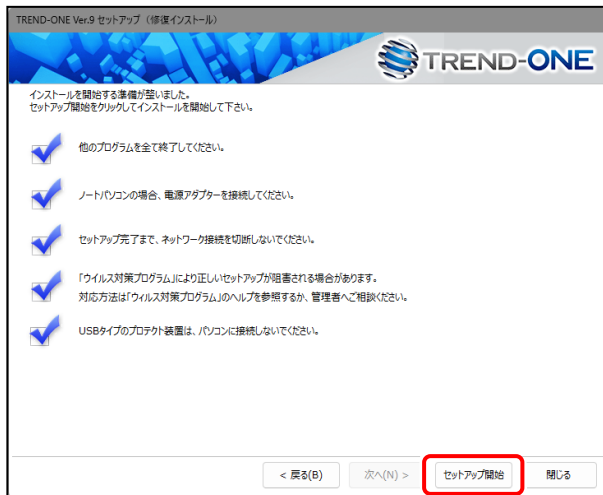 TREND-ONE Ver.9 セットアップ（修復インストール）
TREND-ONE
インストールを開始する準備が整いました。
セットアップ開始をクリックしてインストールを開始して下さい。
他のプログラムを全て終了してください。
ノートパソコンの場合、電源アダプターを接続してください。
セットアップ完了まで、ネットワーク接続を切断しないでください。
「ウイルス対策プログラム」により正しいセットアップが阻害される場合があります。
対応方法は「ウィルス対策プログラム」のヘルプを参照するか、管理者へご相談ください。
USBタイプのプロテクト装置は、パソコンに接続しないでください。
< 戻る(B) 次へ(N) > セットアップ開始 閉じる